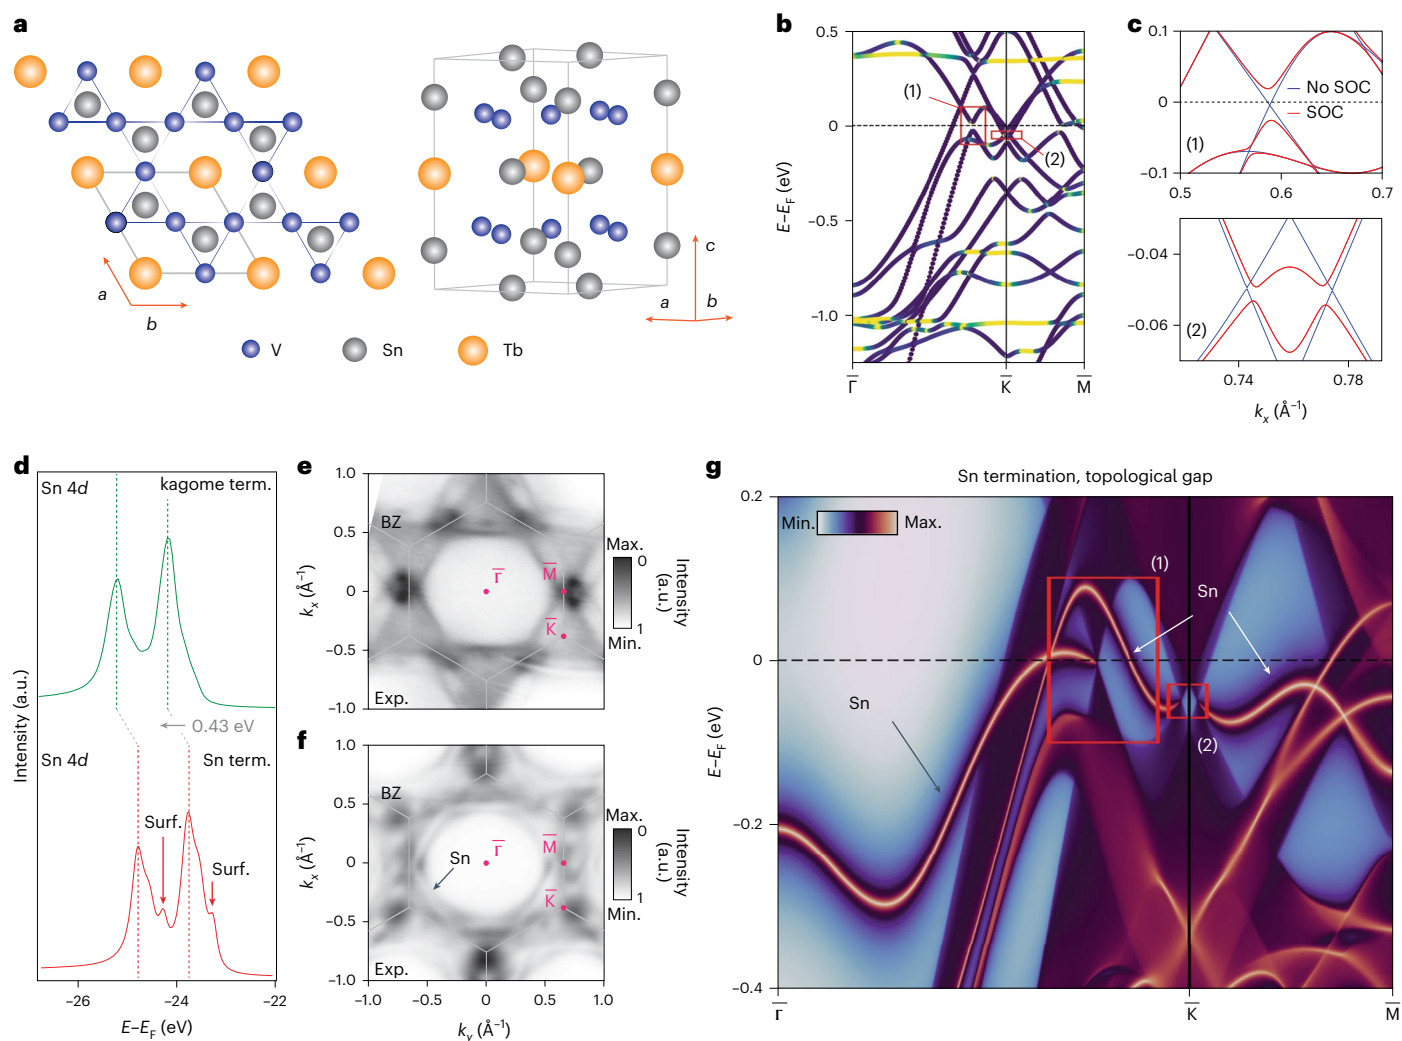 a
a
b
c
a
b
V
Sn
Tb
b
0.5
0
−0.5
−1.0
E–EF (eV)
(1)
(2)
Γ
K
M
c
0.1
0
−0.1
No SOC
SOC
(1)
0.5
0.6
0.7
−0.04
−0.06
(2)
0.74
0.78
kx (Å−1)
d
Sn 4d
kagome term.
0.43 eV
Sn 4d
Sn term.
Surf.
Surf.
Intensity (a.u.)
−26
−24
−22
E–EF (eV)
e
1.0
0.5
0
−0.5
−1.0
kx (Å−1)
BZ
Γ
M
K
Exp.
Max.
0
1
Min.
Intensity
(a.u.)
f
1.0
0.5
0
−0.5
−1.0
kx (Å−1)
BZ
Γ
M
Sn
K
Exp.
Max.
0
1
Min.
Intensity
(a.u.)
−1.0
−0.5
0
0.5
1.0
ky (Å−1)
g
Sn termination, topological gap
0.2
0
−0.2
−0.4
E–EF (eV)
Min.
Max.
(1)
Sn
Sn
(2)
Γ
K
M